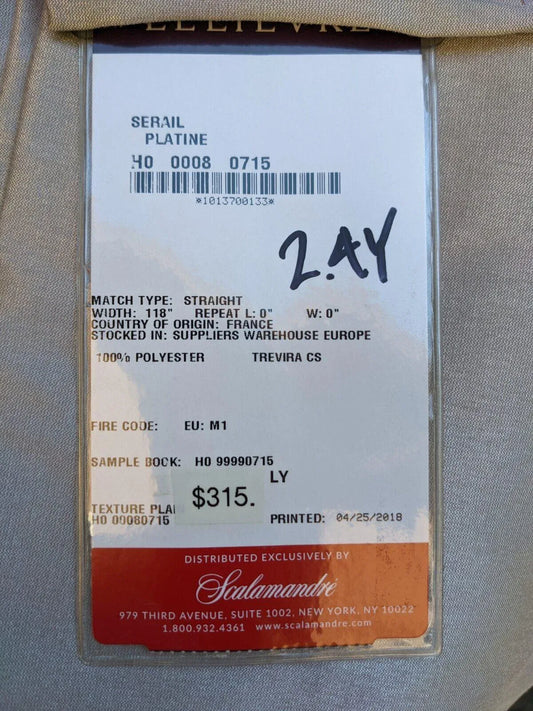 SERAIL
PLATINE
H0 0008 0715
*1013700133*
2.4Y
MATCH TYPE: STRAIGHT
WIDTH: 118" REPEAT L: 0" W: 0"
COUNTRY OF ORIGIN: FRANCE
STOCKED IN: SUPPLIERS WAREHOUSE EUROPE
100% POLYESTER TREVIRA CS
FIRE CODE: EU: M1
SAMPLE BOOK: H0 99990715
LY
$315.
TEXTURE PLAI
H0 00080715 PRINTED: 04/25/2018
DISTRIBUTED EXCLUSIVELY BY
Scalamandré
979 THIRD AVENUE, SUITE 1002, NEW YORK, NY 10022
1.800.932.4361 www.scalamandre.com